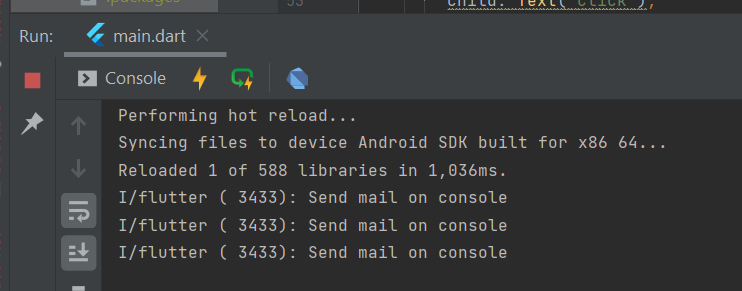 53
child: Text("Click"),
Run: main.dart
Console
Performing hot reload...
Syncing files to device Android SDK built for x86 64...
Reloaded 1 of 588 libraries in 1,036ms.
I/flutter ( 3433): Send mail on console
I/flutter ( 3433): Send mail on console
I/flutter ( 3433): Send mail on console